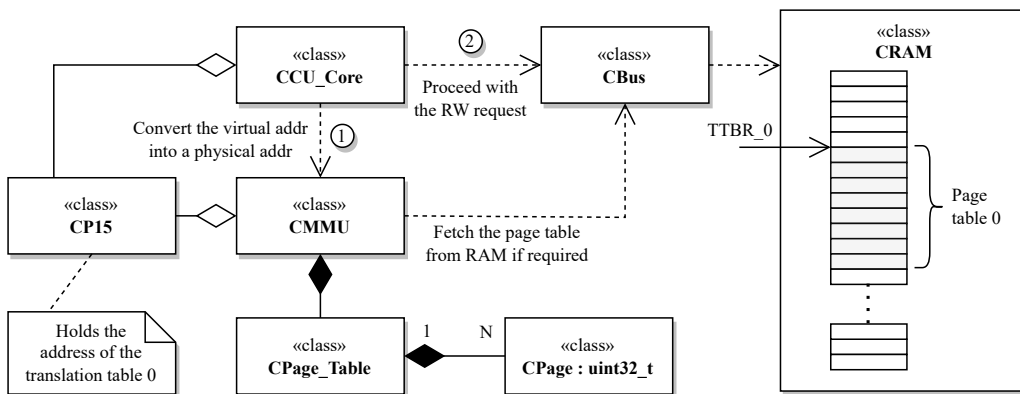 «class»
CCU_Core
2
Proceed with
the RW request
«class»
CBus
«class»
CRAM
TTBR_0
Page
table 0
Convert the virtual addr
into a physical addr
1
«class»
CP15
«class»
CMMU
Fetch the page table
from RAM if required
Holds the
address of the
translation table 0
«class»
CPage_Table
1
N
«class»
CPage : uint32_t